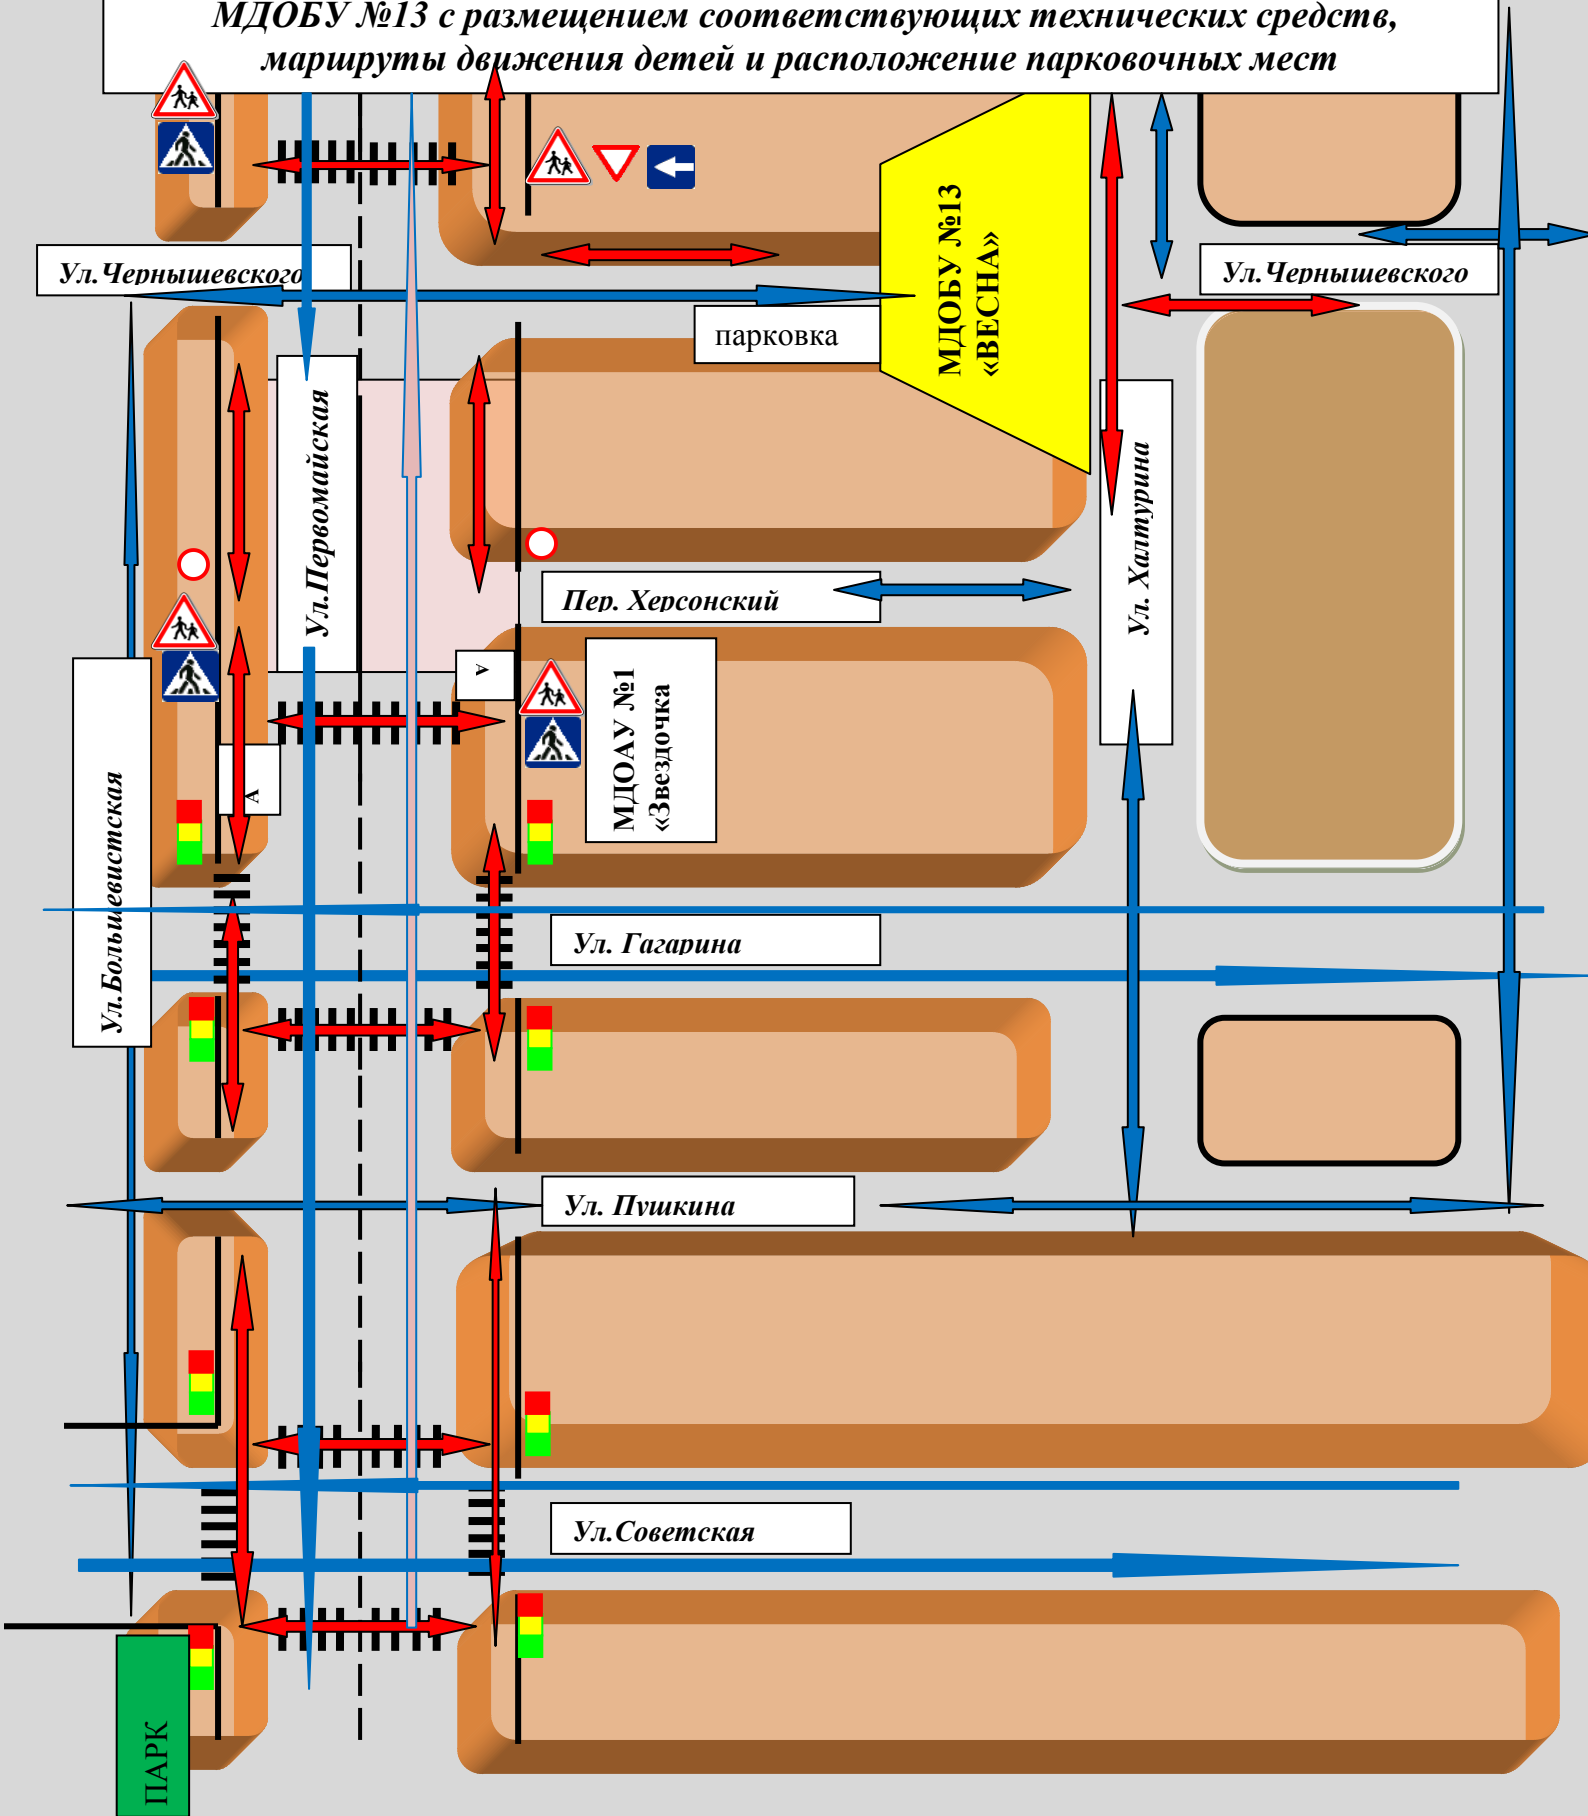 МДОБУ №13 с размещением соответствующих технических средств,
маршруты движения детей и расположение парковочных мест
Ул.Чернышевского
Ул.Чернышевского
МДОБУ №13
«ВЕСНА»
парковка
Ул.Первомайская
Ул. Халтурина
Пер. Херсонский
А
МДОАУ №1
«Звездочка
А
Ул.Большевистская
Ул. Гагарина
Ул. Пушкина
Ул.Советская
ПАРК